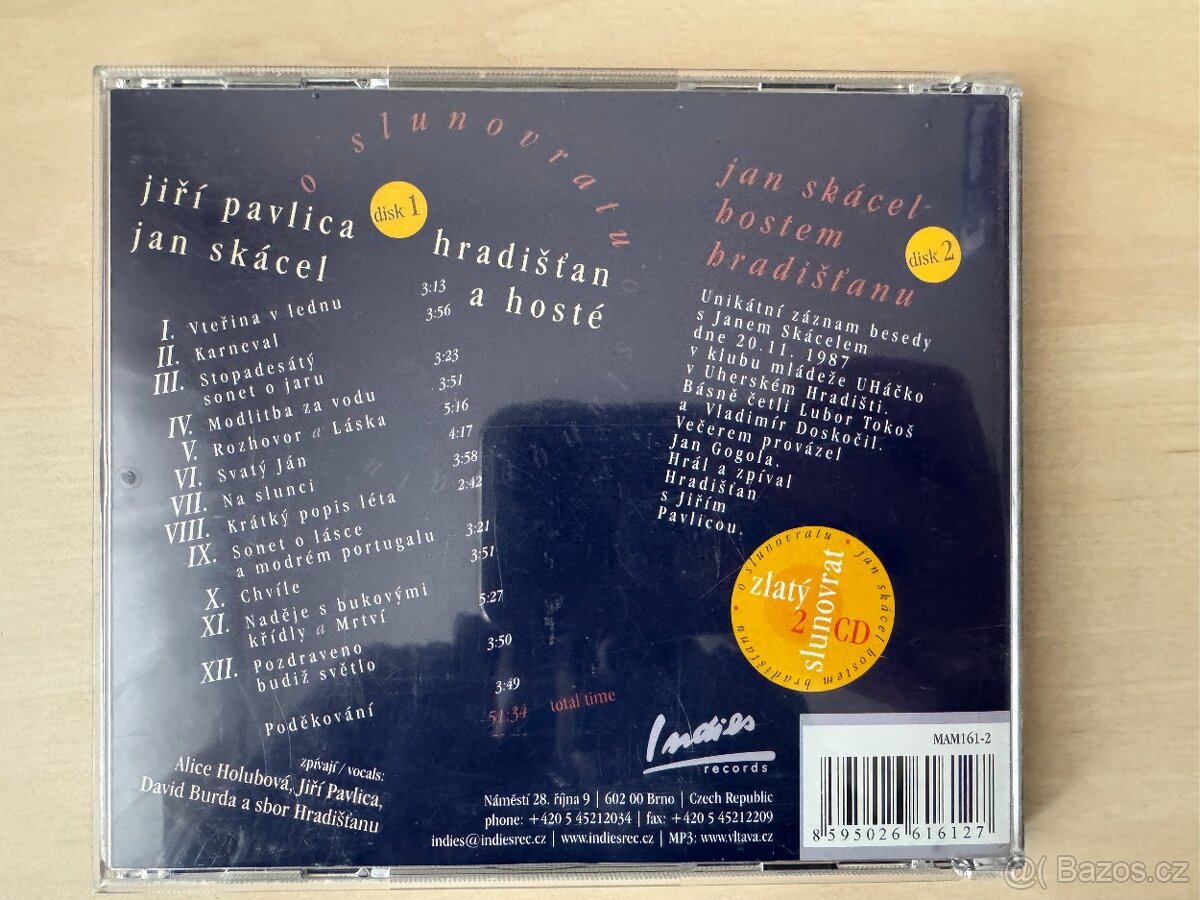 o slunovratu
jiří pavlica
jan skácel
disk 1
hradišťan
a hosté
I. Vteřina v lednu 3:13
II. Karneval 3:56
III. Stopadesátý
sonet o jaru 3:23
IV. Modlitba za vodu 3:51
V. Rozhovor a Láska 5:16
VI. Svatý Ján 4:17
VII. Na slunci 3:58
VIII. Krátký popis léta 2:42
IX. Sonet o lásce
a modrém portugalu 3:21
X. Chvíle 3:51
XI. Naděje s bukovými
křídly a Mrtví 5:27
XII. Pozdraveno
budiž světlo 3:50
Poděkování 3:49
51:34 total time
zpívají / vocals:
Alice Holubová, Jiří Pavlica,
David Burda a sbor Hradišťanu
jan skácel-
hostem
hradišťanu
disk 2
Unikátní záznam besedy
s Janem Skácelem
dne 20.11. 1987
v klubu mládeže UHáčko
v Uherském Hradišti.
Básně četli Lubor Tokoš
a Vladimír Doskočil.
Večerem provázel
Jan Gogola.
Hrál a zpíval
Hradišťan
s Jiřím
Pavlicou.
o slunovratu • jan skácel hostem hradišťanu •
zlatý
slunovrat
2 CD
Indies
records
Náměstí 28. října 9 | 602 00 Brno | Czech Republic
phone: +420 5 45212034 | fax: +420 5 45212209
indies@indiesrec.cz | www.indiesrec.cz | MP3: www.vltava.cz
MAM161-2
8 595026 616127
@( Bazos.cz